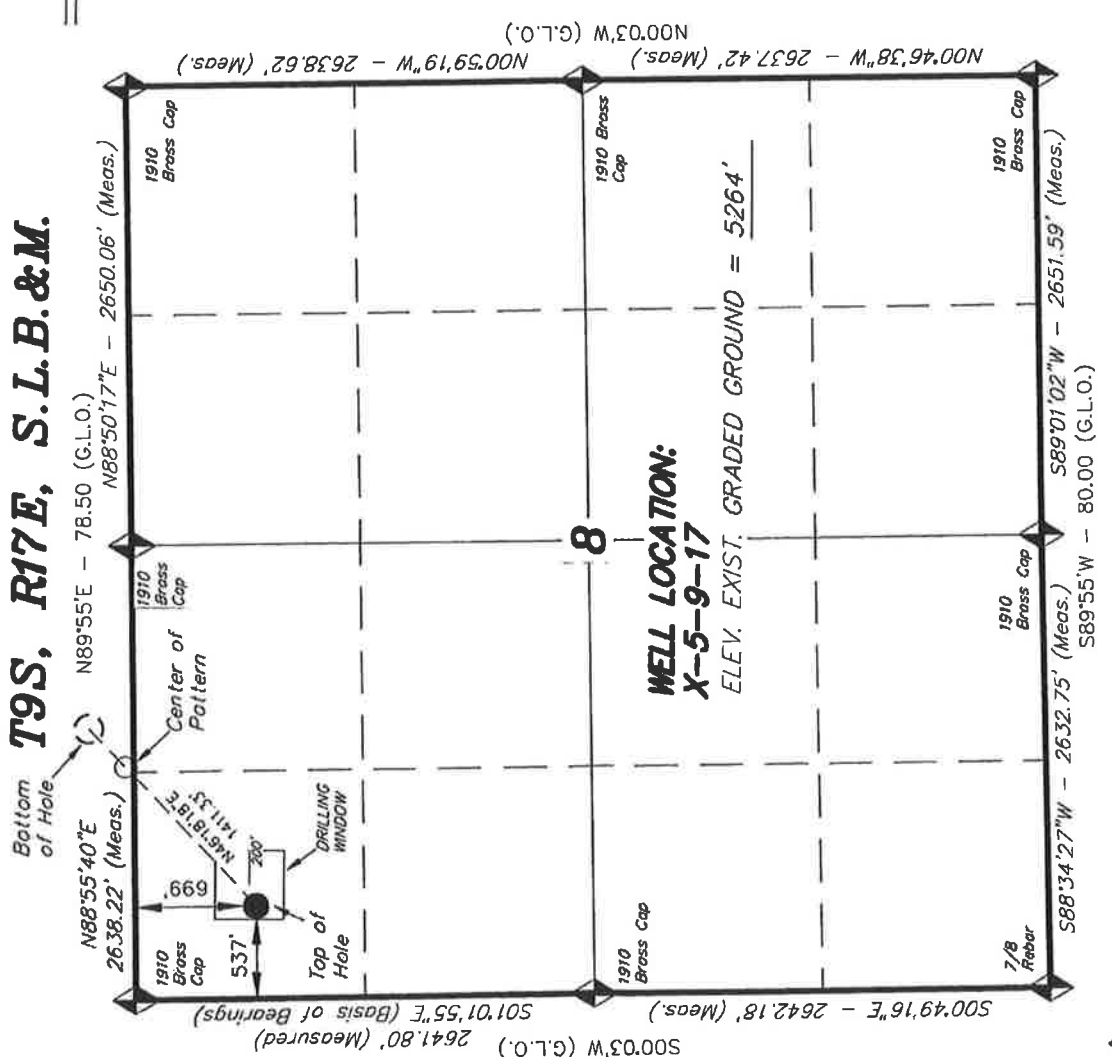 T9S, R17E, S.L.B.&M.
Bottom
of Hole
N89°55'E - 78.50 (G.L.O.)
N88°55'40"E
2638.22' (Meas.)
N88°50'17"E - 2650.06' (Meas.)
Center of
Pattern
1910
Brass
Cap
1910
Brass
Cap
1910
Brass Cap
699'
N46°18'18"E
1411.33'
200'
DRILLING
WINDOW
537'
Top of
Hole
S01°01'55"E (Basis of Bearings)
2641.80' (Measured)
S00°03'W (G.L.O.)
N00°59'19"W - 2638.62' (Meas.)
N00°03'W (G.L.O.)
8
1910
Brass Cap
1910 Brass
Cap
WELL LOCATION:
X-5-9-17
ELEV. EXIST. GRADED GROUND = 5264'
S00°49'16"E - 2642.18' (Meas.)
N00°46'38"W - 2637.42' (Meas.)
7/8
Rebar
1910
Brass Cap
1910
Brass Cap
S88°34'27"W - 2632.75' (Meas.)
S89°01'02"W - 2651.59' (Meas.)
S89°55'W - 80.00 (G.L.O.)